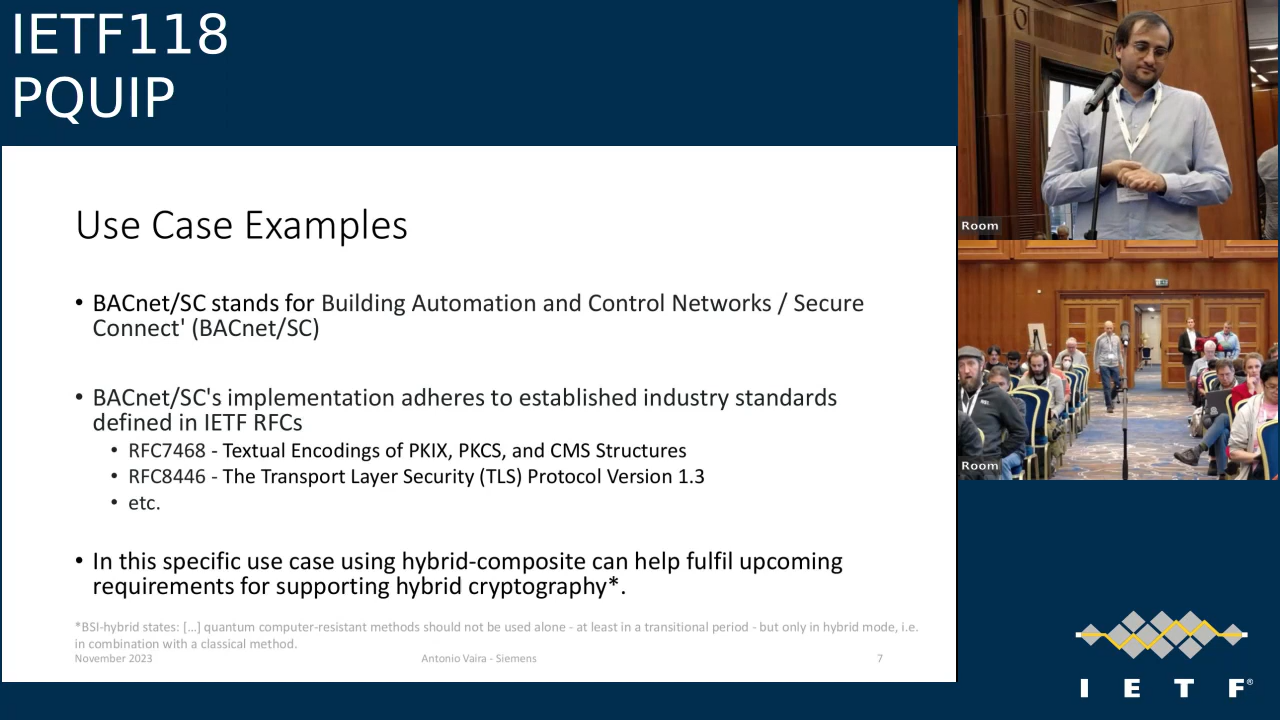 IETF118
PQUIP
Use Case Examples
• BACnet/SC stands for Building Automation and Control Networks / Secure
Connect' (BACnet/SC)
• BACnet/SC's implementation adheres to established industry standards
defined in IETF RFCs
• RFC7468 - Textual Encodings of PKIX, PKCS, and CMS Structures
• RFC8446 - The Transport Layer Security (TLS) Protocol Version 1.3
• etc.
• In this specific use case using hybrid-composite can help fulfil upcoming
requirements for supporting hybrid cryptography*.
*BSI-hybrid states: [...] quantum computer-resistant methods should not be used alone - at least in a transitional period - but only in hybrid mode, i.e.
in combination with a classical method.
November 2023 Antonio Vaira - Siemens 7
Room
Room
I E T F®